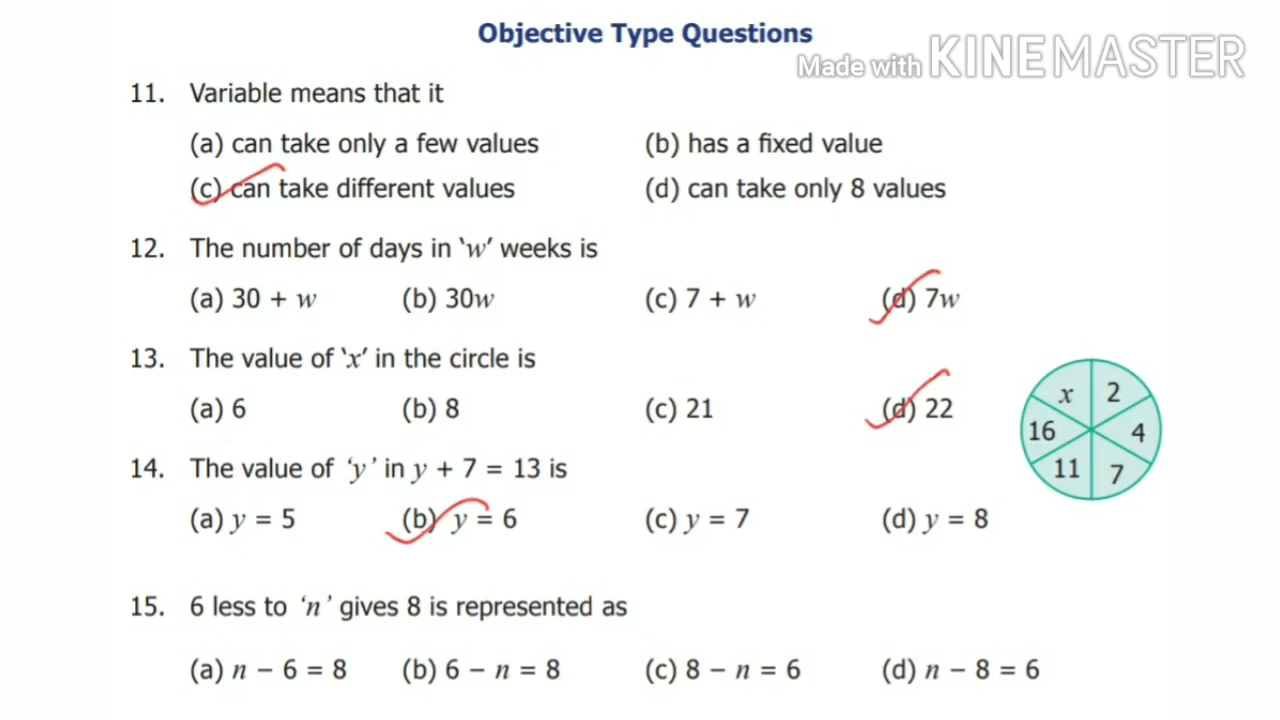 Objective Type Questions
Made with KINEMASTER
11. Variable means that it
(a) can take only a few values (b) has a fixed value
(c) can take different values (d) can take only 8 values
12. The number of days in ‘w’ weeks is
(a) 30 + w (b) 30w (c) 7 + w (d) 7w
13. The value of ‘x’ in the circle is
(a) 6 (b) 8 (c) 21 (d) 22
x 2
16 4
11 7
14. The value of ‘y’ in y + 7 = 13 is
(a) y = 5 (b) y = 6 (c) y = 7 (d) y = 8
15. 6 less to ‘n’ gives 8 is represented as
(a) n − 6 = 8 (b) 6 − n = 8 (c) 8 − n = 6 (d) n − 8 = 6